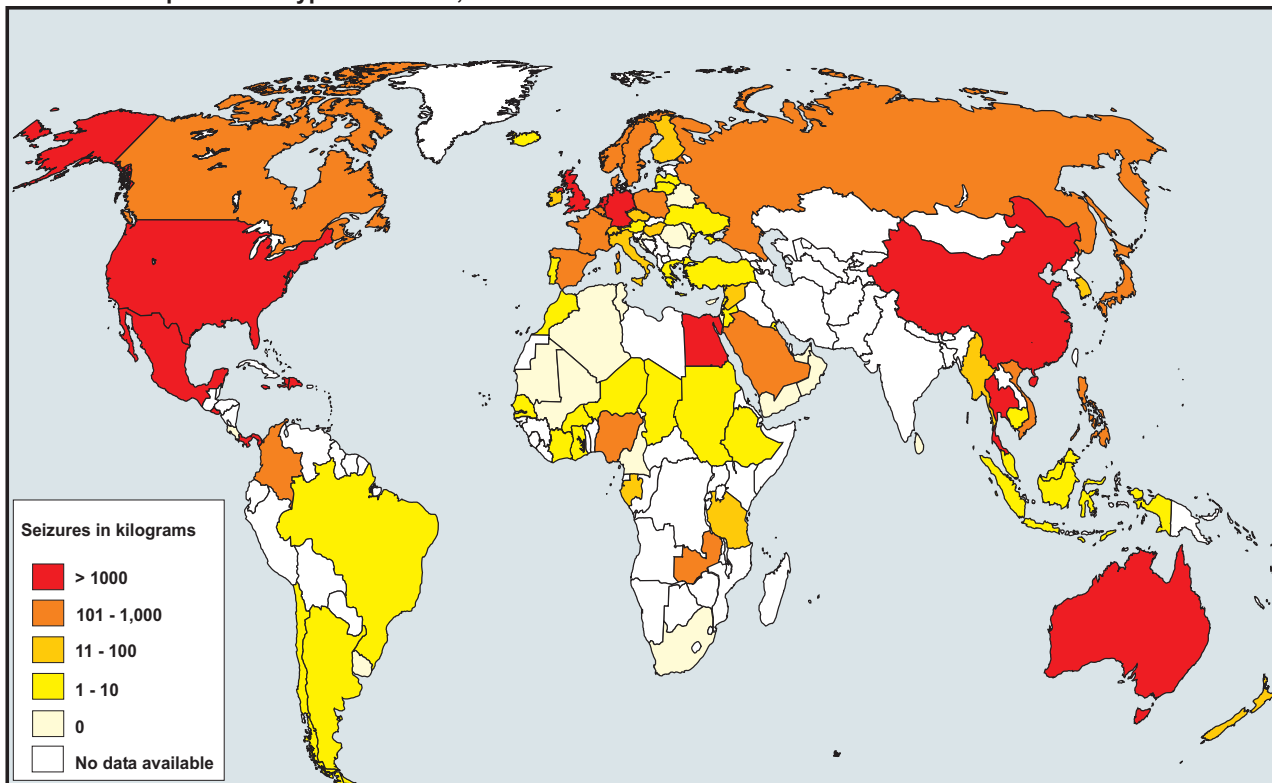 Seizures in kilograms
> 1000
101 - 1,000
11 - 100
1 - 10
0
No data available